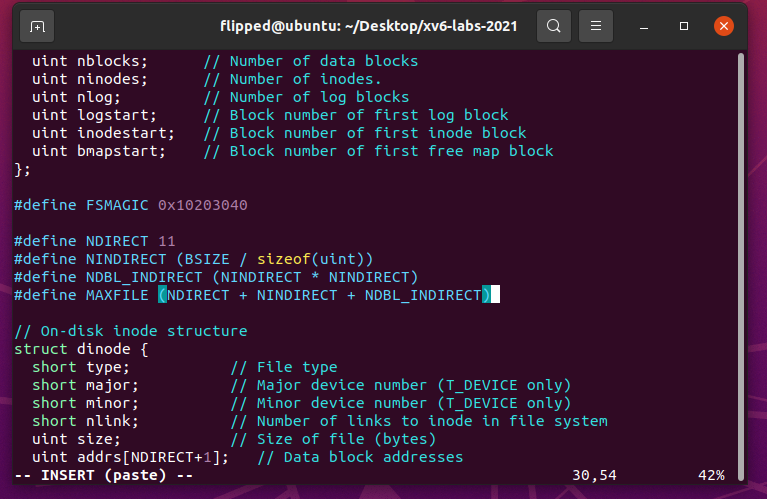 flipped@ubuntu: ~/Desktop/xv6-labs-2021
  uint nblocks;      // Number of data blocks
  uint ninodes;      // Number of inodes.
  uint nlog;         // Number of log blocks
  uint logstart;     // Block number of first log block
  uint inodestart;   // Block number of first inode block
  uint bmapstart;    // Block number of first free map block
};
#define FSMAGIC 0x10203040
#define NDIRECT 11
#define NINDIRECT (BSIZE / sizeof(uint))
#define NDBL_INDIRECT (NINDIRECT * NINDIRECT)
#define MAXFILE (NDIRECT + NINDIRECT + NDBL_INDIRECT)
// On-disk inode structure
struct dinode {
  short type;           // File type
  short major;          // Major device number (T_DEVICE only)
  short minor;          // Minor device number (T_DEVICE only)
  short nlink;          // Number of links to inode in file system
  uint size;            // Size of file (bytes)
  uint addrs[NDIRECT+1];   // Data block addresses
-- INSERT (paste) --                                          30,54         42%